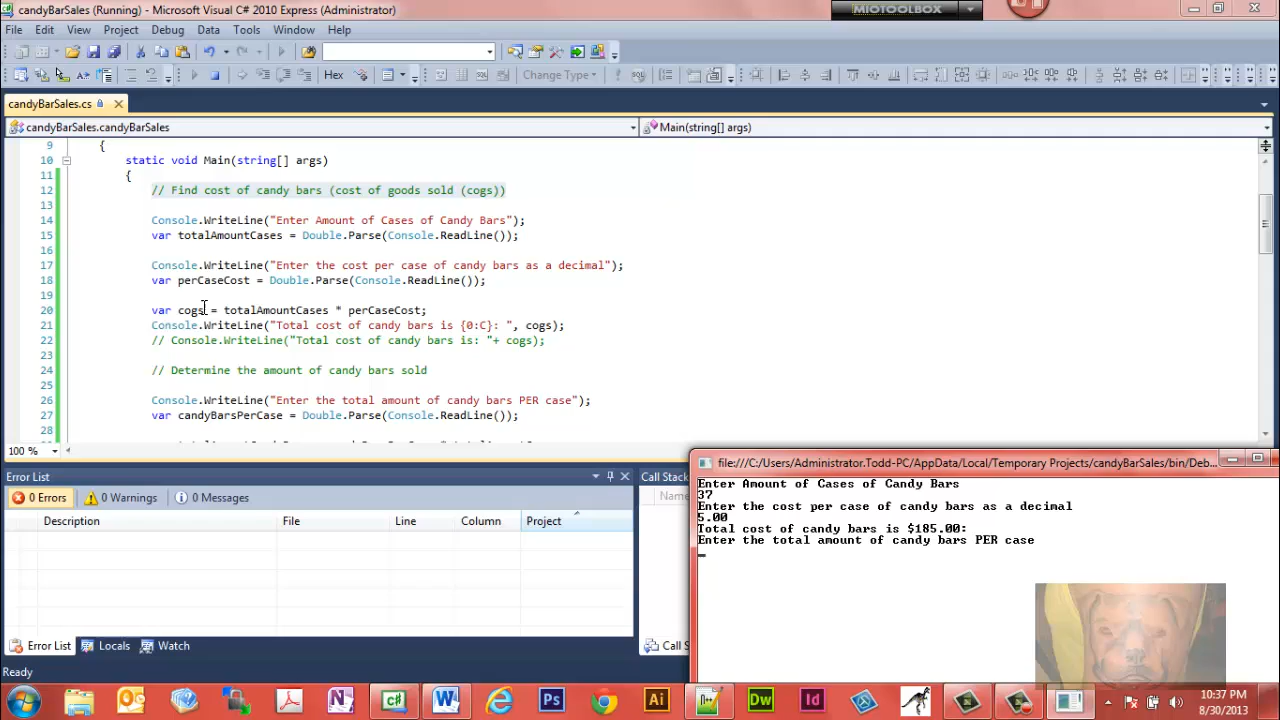 candyBarSales (Running) - Microsoft Visual C# 2010 Express (Administrator)
MIOTOOLBOX
File Edit View Project Debug Data Tools Window Help
Hex Change Type
candyBarSales.cs
candyBarSales.candyBarSales Main(string[] args)
9 {
10 static void Main(string[] args)
11 {
12 // Find cost of candy bars (cost of goods sold (cogs))
13
14 Console.WriteLine("Enter Amount of Cases of Candy Bars");
15 var totalAmountCases = Double.Parse(Console.ReadLine());
16
17 Console.WriteLine("Enter the cost per case of candy bars as a decimal");
18 var perCaseCost = Double.Parse(Console.ReadLine());
19
20 var cogs = totalAmountCases * perCaseCost;
21 Console.WriteLine("Total cost of candy bars is {0:C}: ", cogs);
22 // Console.WriteLine("Total cost of candy bars is: "+ cogs);
23
24 // Determine the amount of candy bars sold
25
26 Console.WriteLine("Enter the total amount of candy bars PER case");
27 var candyBarsPerCase = Double.Parse(Console.ReadLine());
28
100 %
Error List Call Stack
0 Errors 0 Warnings 0 Messages
Description File Line Column Project
Name
file:///C:/Users/Administrator.Todd-PC/AppData/Local/Temporary Projects/candyBarSales/bin/Deb...
Enter Amount of Cases of Candy Bars
37
Enter the cost per case of candy bars as a decimal
5.00
Total cost of candy bars is $185.00:
Enter the total amount of candy bars PER case
Error List Locals Watch Call S
Ready
W Ps Ai Dw Id
10:37 PM
8/30/2013